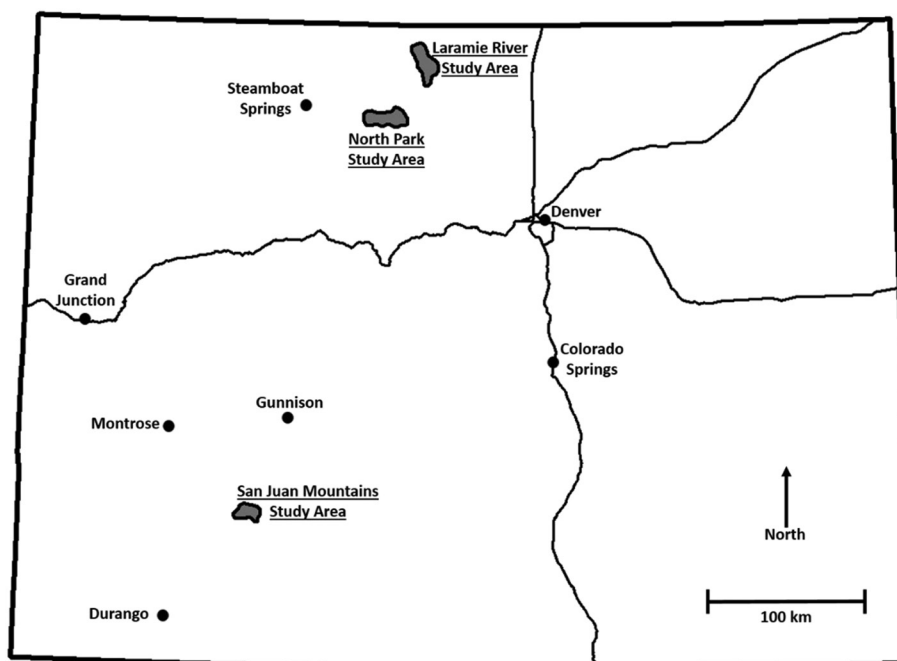 Laramie River
Study Area
Steamboat
Springs
North Park
Study Area
Denver
Grand
Junction
Colorado
Springs
Gunnison
Montrose
San Juan Mountains
Study Area
North
Durango
100 km